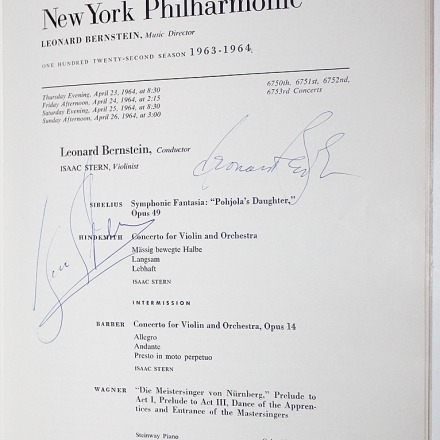 New York Philharmonic
LEONARD BERNSTEIN, Music Director
ONE HUNDRED TWENTY-SECOND SEASON 1963-1964
Thursday Evening, April 23, 1964, at 8:30
Friday Afternoon, April 24, 1964, at 2:15
Saturday Evening, April 25, 1964, at 8:30
Sunday Afternoon, April 26, 1964, at 3:00
6750th, 6751st, 6752nd,
6753rd Concerts
Leonard Bernstein, Conductor
ISAAC STERN, Violinist
SIBELIUS Symphonic Fantasia: "Pohjola's Daughter,"
Opus 49
HINDEMITH Concerto for Violin and Orchestra
Mässig bewegte Halbe
Langsam
Lebhaft
ISAAC STERN
INTERMISSION
BARBER Concerto for Violin and Orchestra, Opus 14
Allegro
Andante
Presto in moto perpetuo
ISAAC STERN
WAGNER "Die Meistersinger von Nürnberg," Prelude to
Act I, Prelude to Act III, Dance of the Appren-
tices and Entrance of the Mastersingers
Steinway Piano